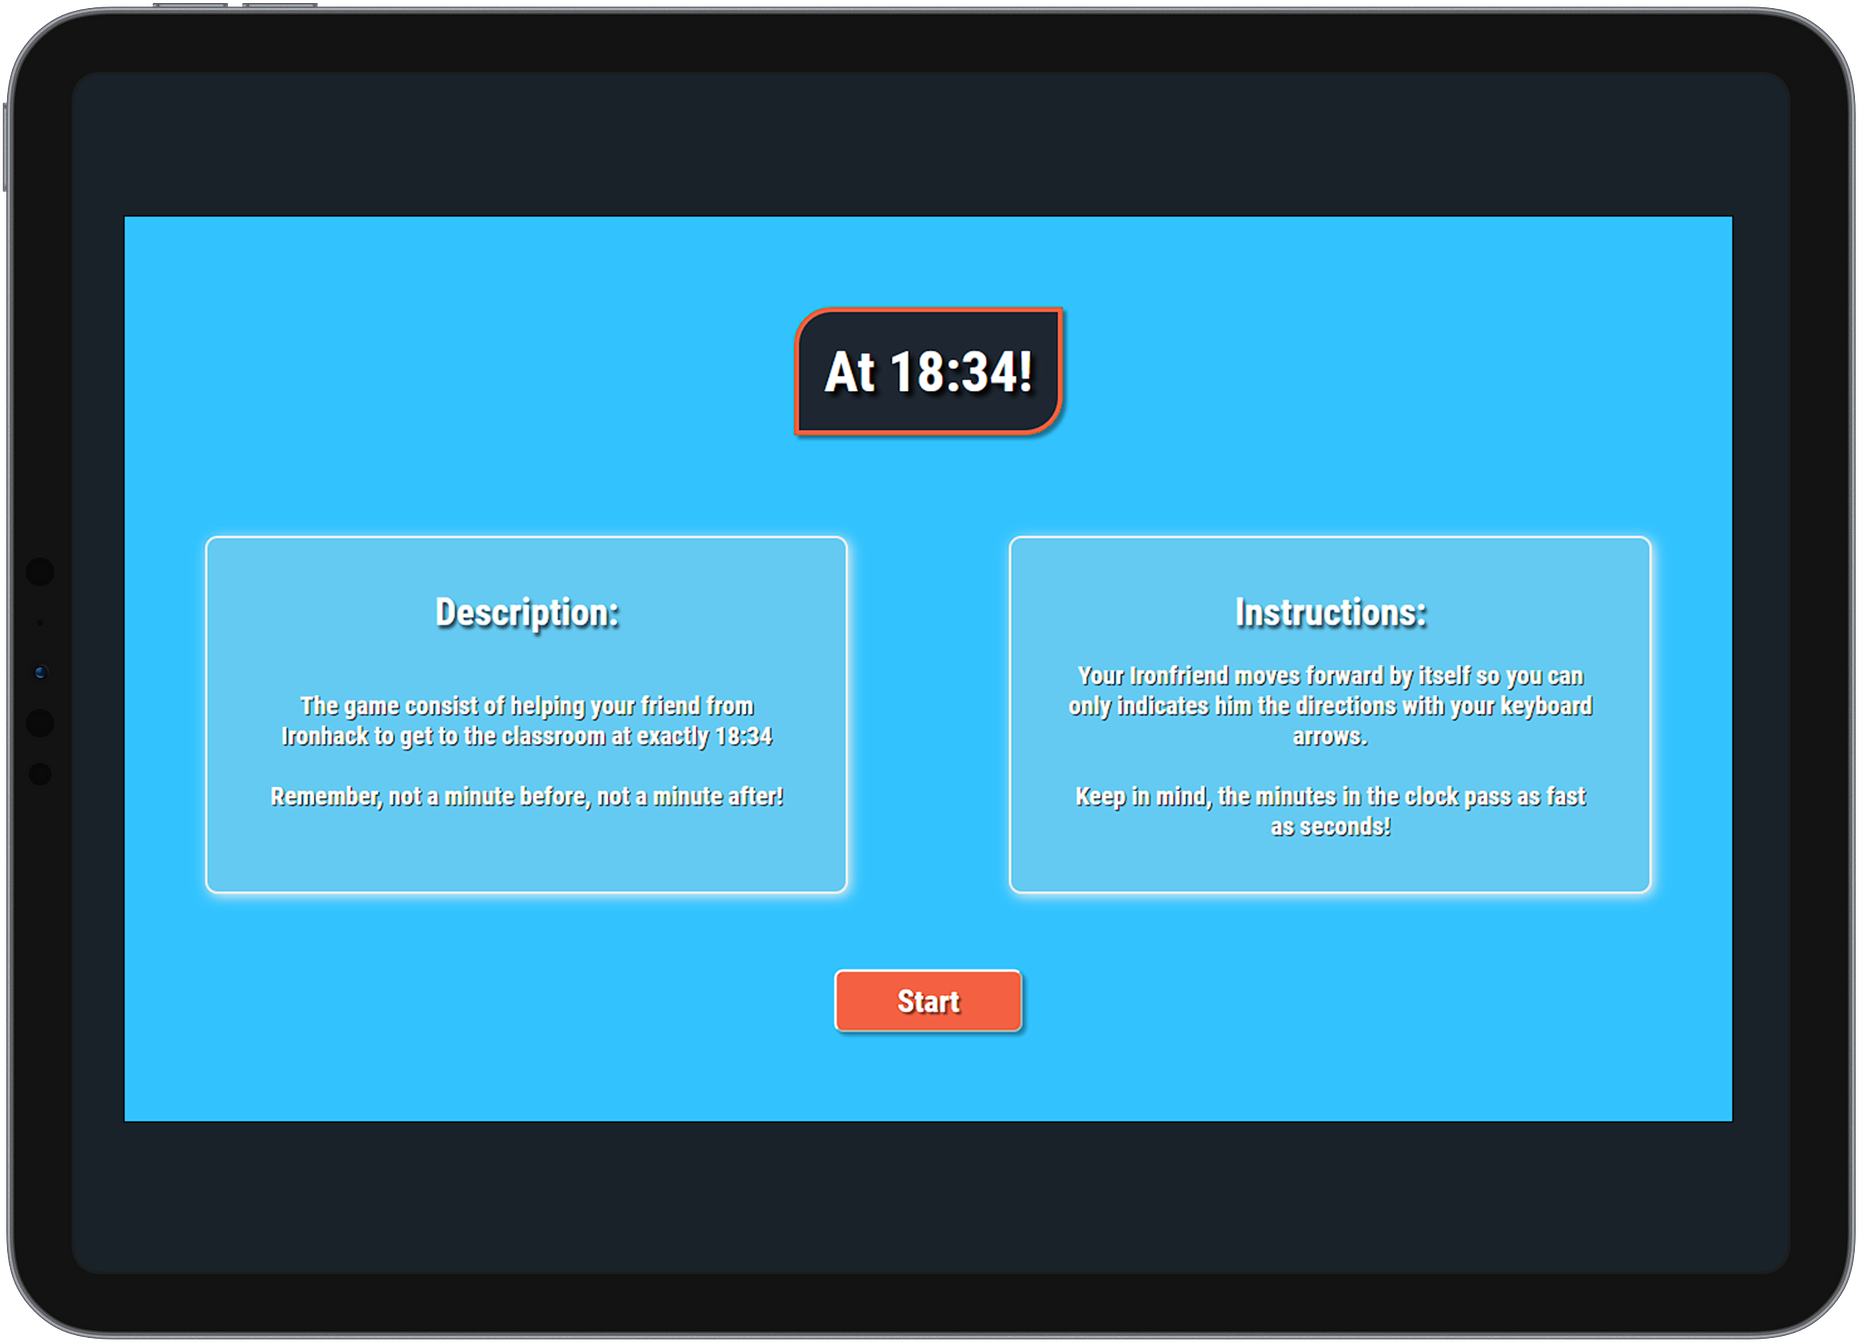 At 18:34!
Description:
The game consist of helping your friend from
Ironhack to get to the classroom at exactly 18:34
Remember, not a minute before, not a minute after!
Instructions:
Your Ironfriend moves forward by itself so you can
only indicates him the directions with your keyboard
arrows.
Keep in mind, the minutes in the clock pass as fast
as seconds!
Start